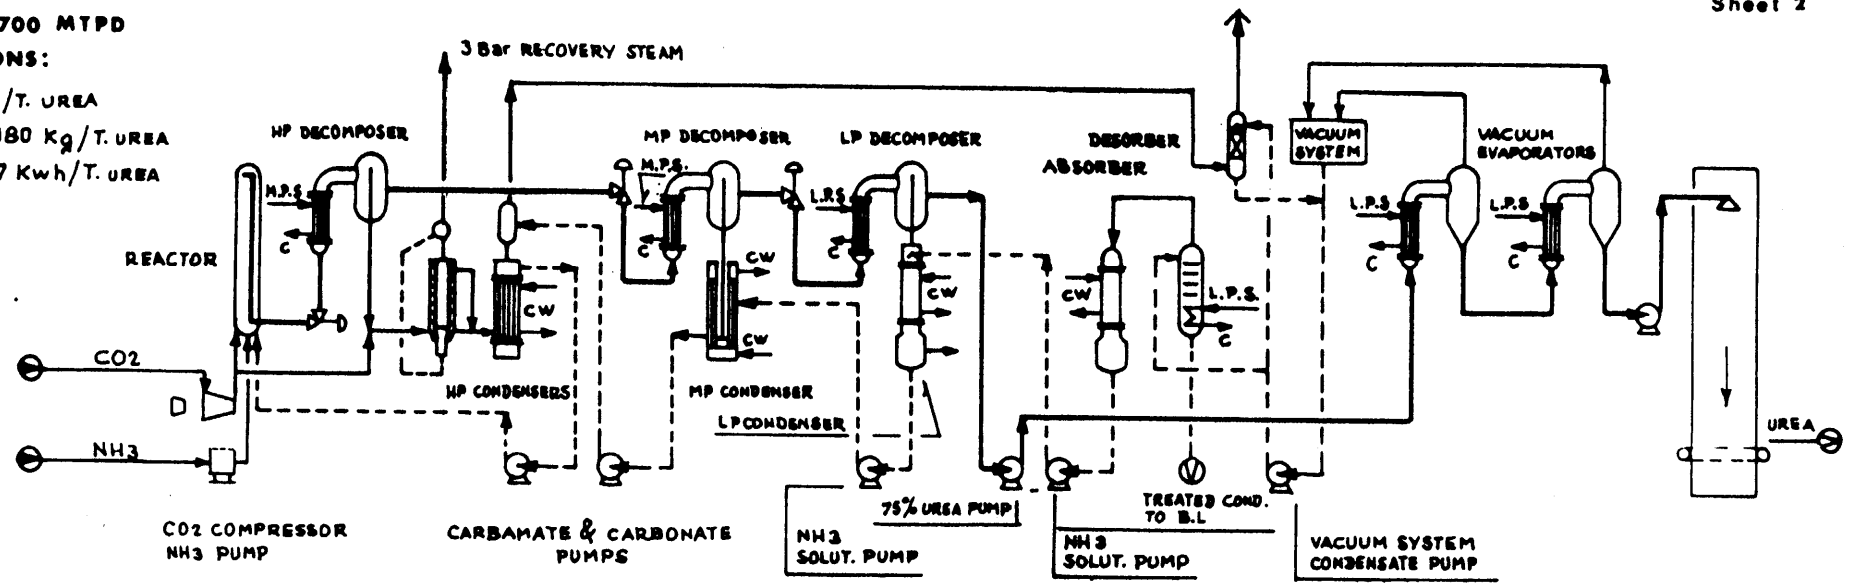 Sheet 2
700 MTPD
ONS:
/T. UREA
180 Kg/T. UREA
7 Kwh/T. UREA
3 Bar RECOVERY STEAM
HP DECOMPOSER
MP DECOMPOSER
LP DECOMPOSER
DESORBER
ABSORBER
VACUUM
SYSTEM
VACUUM
EVAPORATORS
M.P.S
M.P.S.
L.P.S
L.P.S
L.P.S
C
C
C
C
C
REACTOR
CW
CW
CW
CW
CW
L.P.S.
C
CO2
HP CONDENSERS
MP CONDENSER
LP CONDENSER
NH3
UREA
75% UREA PUMP
TREATED COND.
TO B.L
CO2 COMPRESSOR
NH3 PUMP
CARBAMATE & CARBONATE
PUMPS
NH3
SOLUT. PUMP
NH3
SOLUT. PUMP
VACUUM SYSTEM
CONDENSATE PUMP